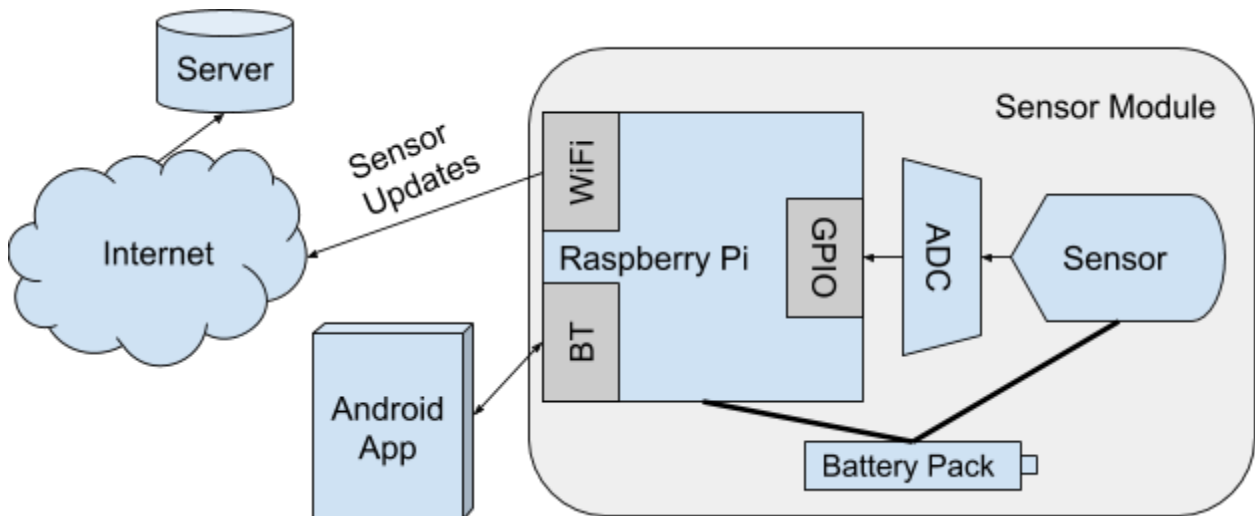 Server
Sensor Module
Sensor
Updates
WiFi
Internet
Raspberry Pi
GPIO
ADC
Sensor
BT
Android
App
Battery Pack